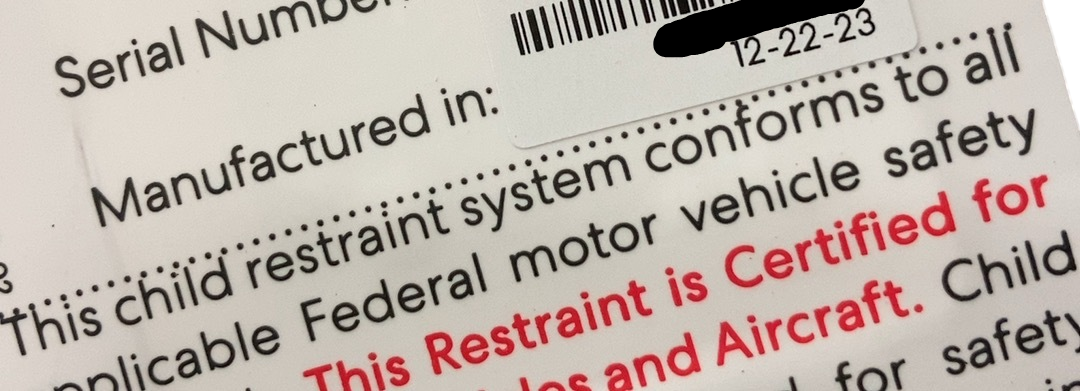 Serial Number
12-22-23
Manufactured in:
This child restraint system conforms to all
applicable Federal motor vehicle safety
This Restraint is Certified for
and Aircraft. Child
for safety